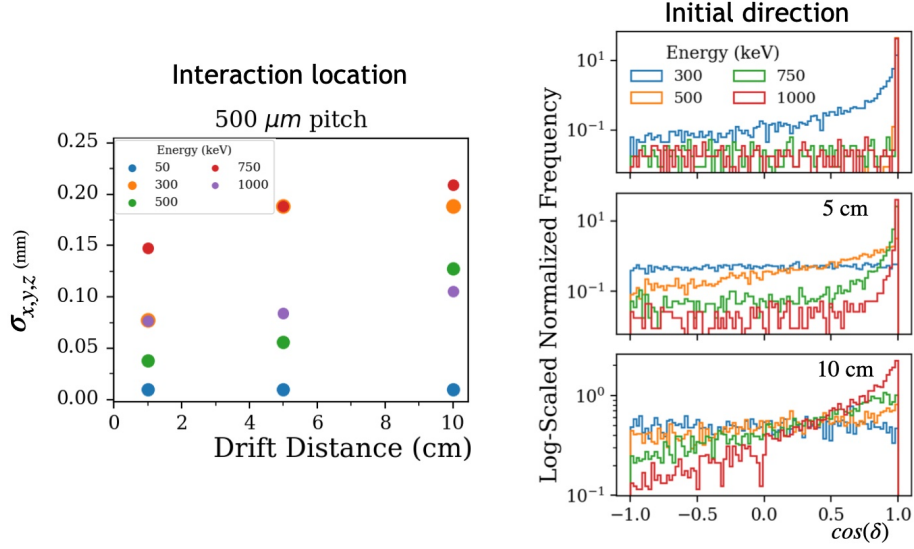 Interaction location
500 μm pitch
0.25
0.20
0.15
0.10
0.05
0.00
σx,y,z (mm)
Energy (keV)
50
300
500
750
1000
0
2
4
6
8
10
Drift Distance (cm)
Initial direction
Log-Scaled Normalized Frequency
Energy (keV)
300
500
750
1000
10¹
10⁻¹
5 cm
10¹
10⁻¹
10 cm
10⁰
10⁻¹
−1.0
−0.5
0.0
0.5
1.0
cos(δ)